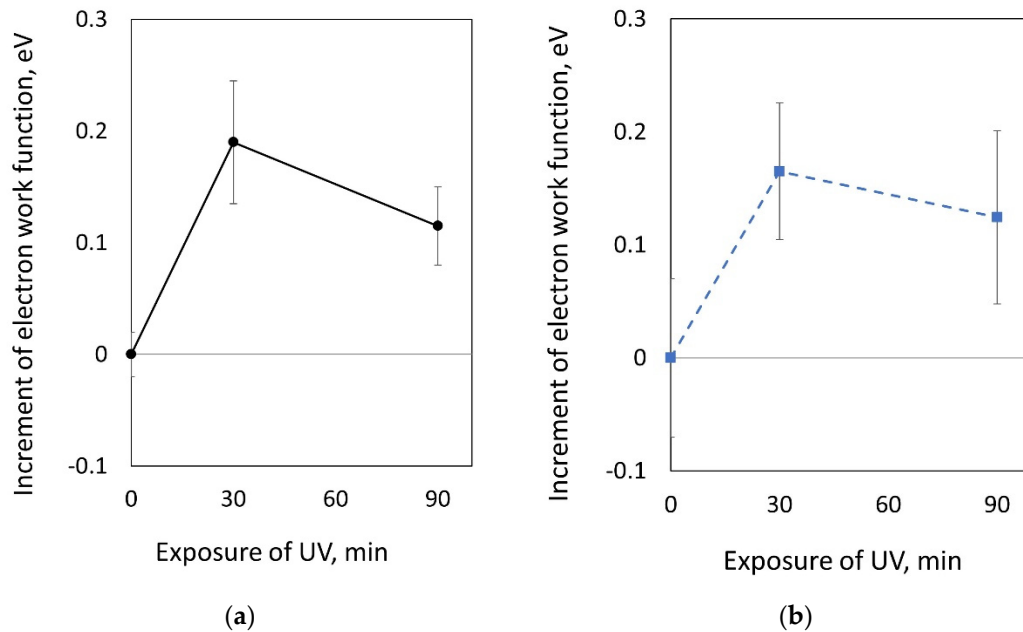 Increment of electron work function, eV
0.3
0.2
0.1
0
-0.1
0 30 60 90
Exposure of UV, min
(a)
Increment of electron work function, eV
0.3
0.2
0.1
0
-0.1
0 30 60 90
Exposure of UV, min
(b)